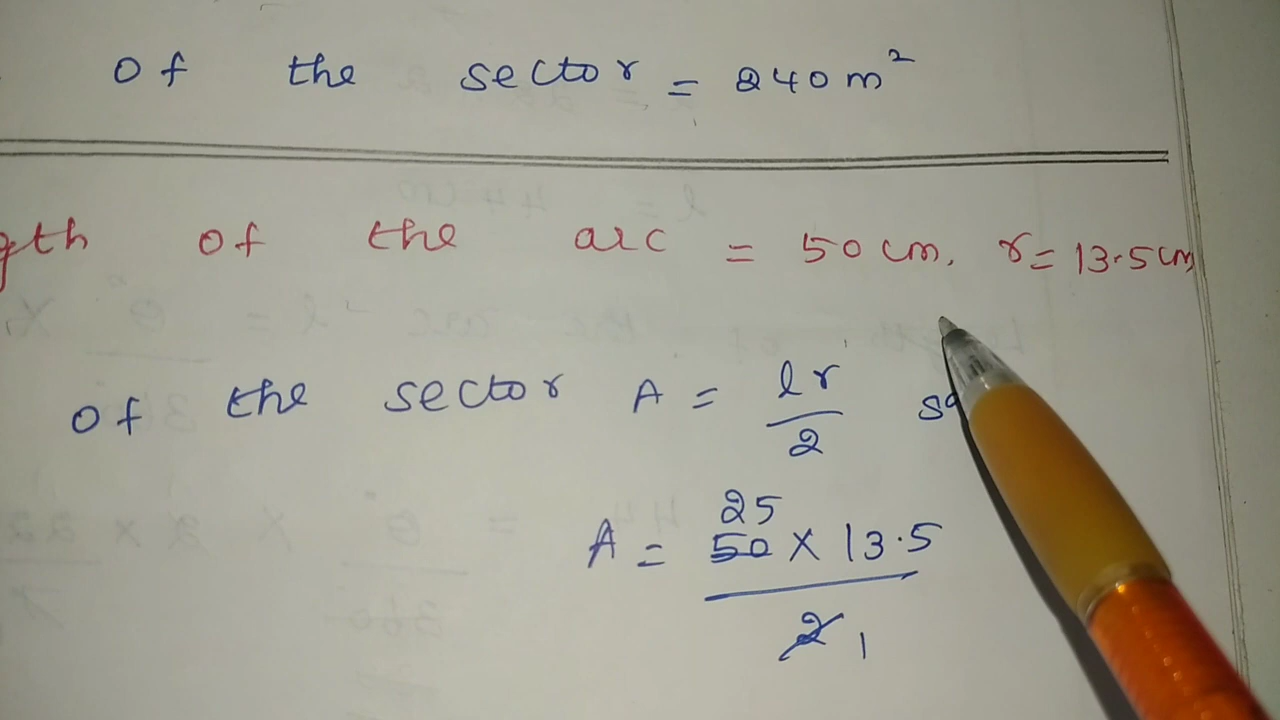 of the sector = 240 m²
of the arc = 50 cm, r = 13.5 cm
of the sector A = lr/2
25
A = 50 × 13.5
2 1